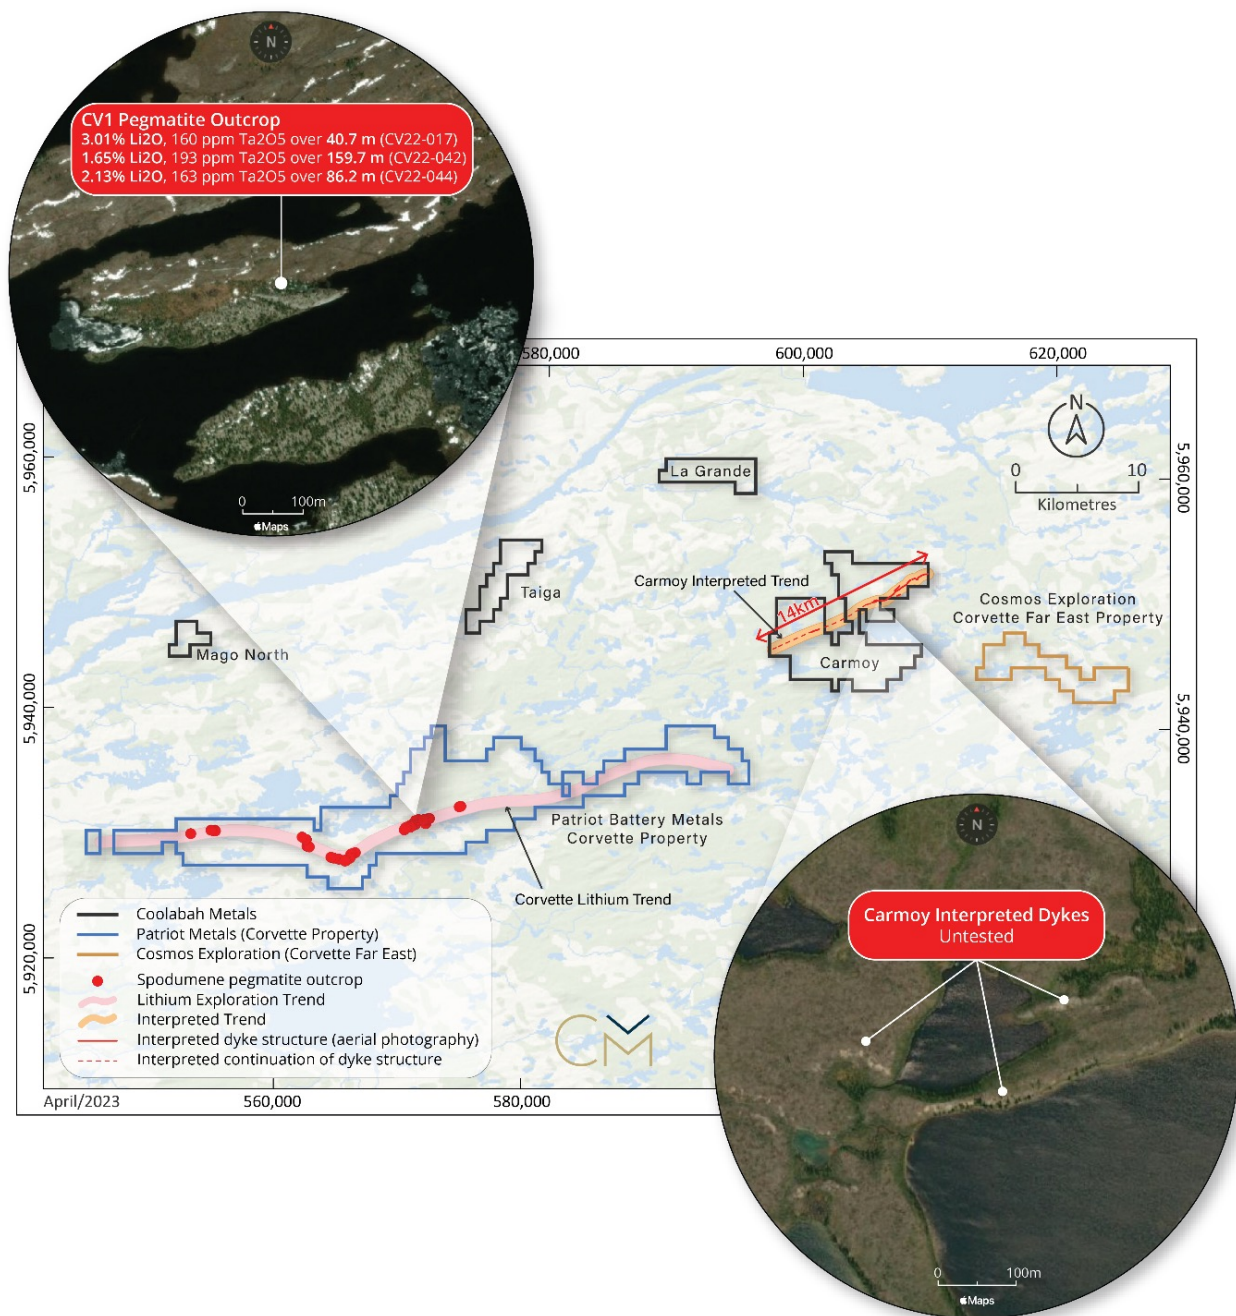 N
CV1 Pegmatite Outcrop
3.01% Li2O, 160 ppm Ta2O5 over 40.7 m (CV22-017)
1.65% Li2O, 193 ppm Ta2O5 over 159.7 m (CV22-042)
2.13% Li2O, 163 ppm Ta2O5 over 86.2 m (CV22-044)
0 100m
Maps
580,000
600,000
620,000
5,960,000
5,960,000
N
0 10
Kilometres
La Grande
Taiga
Mago North
Carmoy Interpreted Trend
14km
Carmoy
Cosmos Exploration
Corvette Far East Property
5,940,000
5,940,000
Patriot Battery Metals
Corvette Property
Corvette Lithium Trend
5,920,000
Coolabah Metals
Patriot Metals (Corvette Property)
Cosmos Exploration (Corvette Far East)
Spodumene pegmatite outcrop
Lithium Exploration Trend
Interpreted Trend
Interpreted dyke structure (aerial photography)
Interpreted continuation of dyke structure
CM
N
Carmoy Interpreted Dykes
Untested
0 100m
Maps
April/2023
560,000
580,000